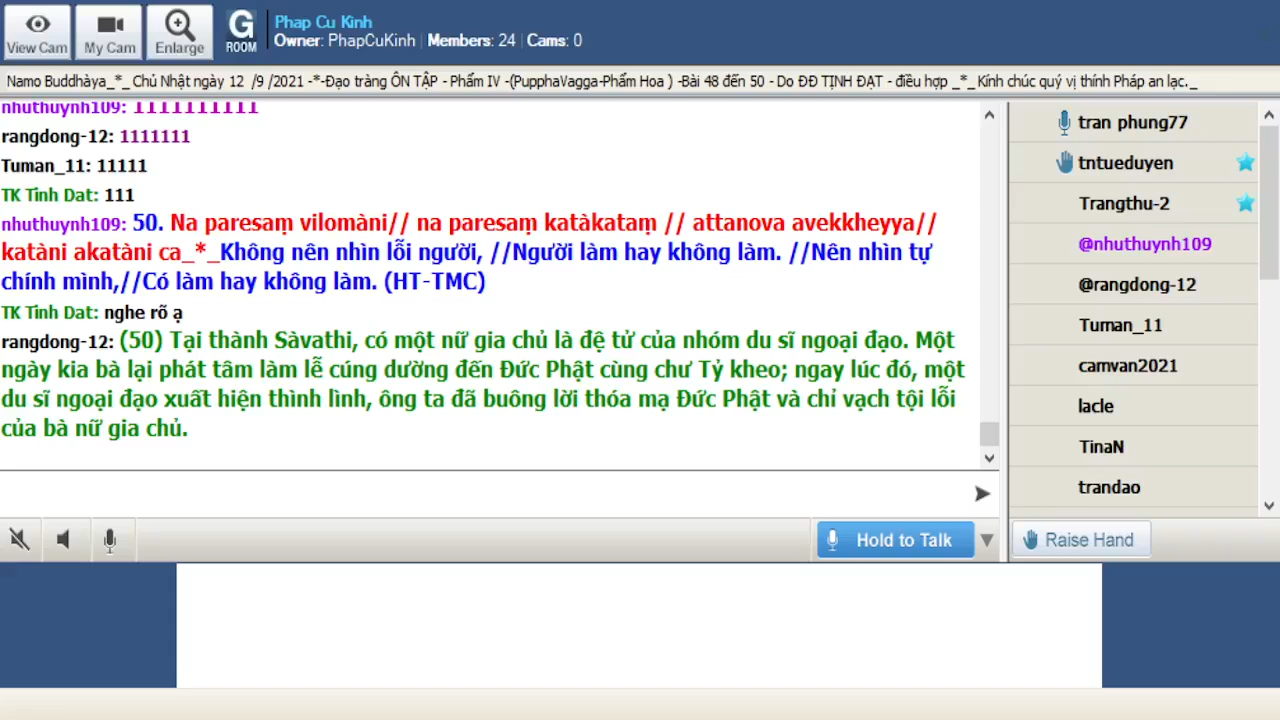 Phap Cu Kinh
Owner: PhapCuKinh Members: 24 Cams: 0
View Cam My Cam Enlarge G ROOM
Namo Buddhàya_*_ Chủ Nhật ngày 12 /9 /2021 -*-Đạo tràng ÔN TẬP - Phẩm IV -(PupphaVagga-Phẩm Hoa ) -Bài 48 đến 50 - Do ĐĐ TỊNH ĐẠT - điều hợp _*_ Kính chúc quý vị thính Pháp an lạc._
nhuthuynh109: 1111111111
rangdong-12: 1111111
Tuman_11: 11111
TK Tinh Dat: 111
nhuthuynh109: 50. Na paresaṃ vilomàni// na paresaṃ katàkataṃ // attanova avekkheyya//
katàni akatàni ca_*_Không nên nhìn lỗi người, //Người làm hay không làm. //Nên nhìn tự
chính mình,//Có làm hay không làm. (HT-TMC)
TK Tinh Dat: nghe rõ ạ
rangdong-12: (50) Tại thành Sàvathi, có một nữ gia chủ là đệ tử của nhóm du sĩ ngoại đạo. Một
ngày kia bà lại phát tâm làm lễ cúng dường đến Đức Phật cùng chư Tỷ kheo; ngay lúc đó, một
du sĩ ngoại đạo xuất hiện thình lình, ông ta đã buông lời thóa mạ Đức Phật và chỉ vạch tội lỗi
của bà nữ gia chủ.
tran phung77
tntueduyen
Trangthu-2
@nhuthuynh109
@rangdong-12
Tuman_11
camvan2021
lacle
TinaN
trandao
Hold to Talk
Raise Hand